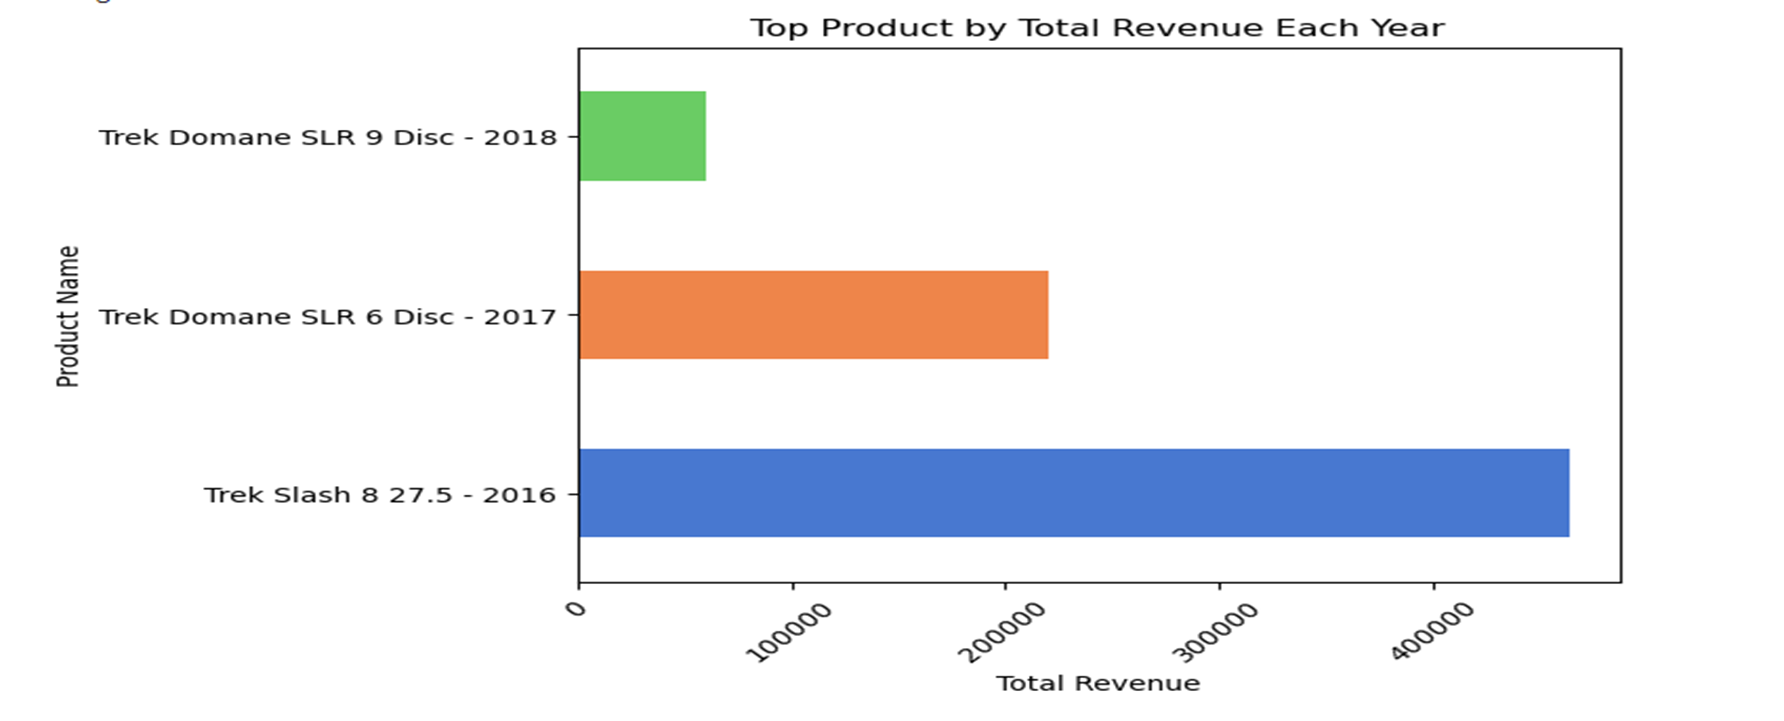 Top Product by Total Revenue Each Year
Trek Domane SLR 9 Disc - 2018
Product Name
Trek Domane SLR 6 Disc - 2017
Trek Slash 8 27.5 - 2016
0
100000
200000
300000
400000
Total Revenue